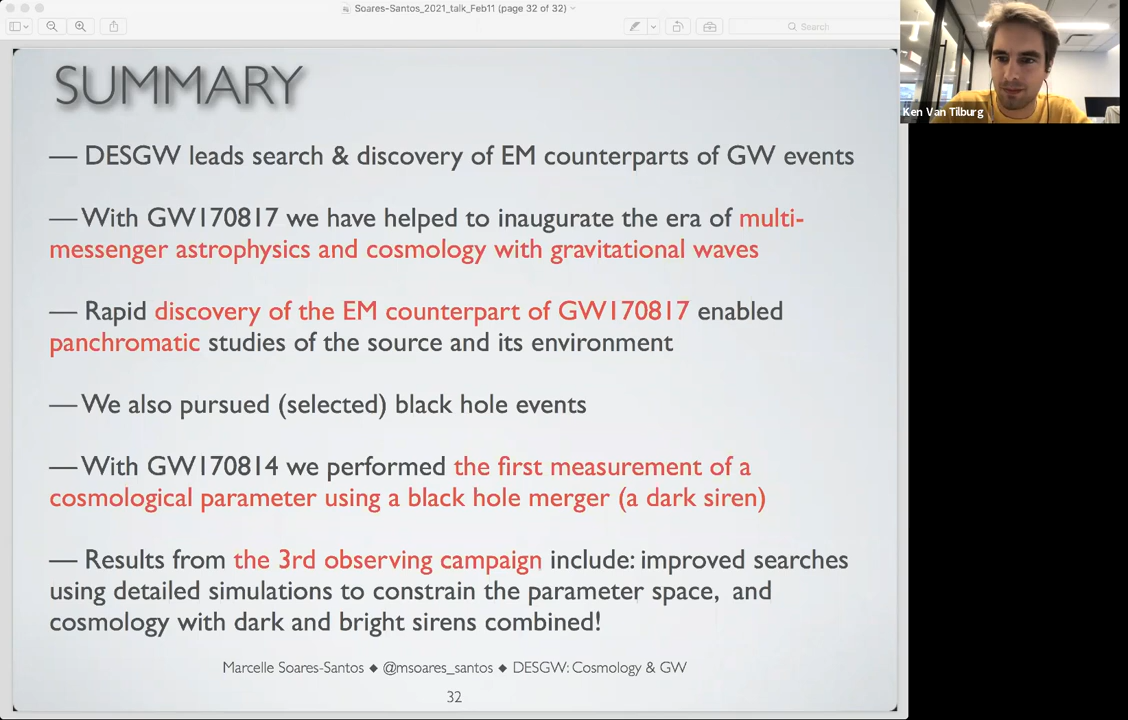 Soares-Santos_2021_talk_Feb11 (page 32 of 32)
Search
Ken Van Tilburg
SUMMARY
— DESGW leads search & discovery of EM counterparts of GW events
— With GW170817 we have helped to inaugurate the era of multi-
messenger astrophysics and cosmology with gravitational waves
— Rapid discovery of the EM counterpart of GW170817 enabled
panchromatic studies of the source and its environment
— We also pursued (selected) black hole events
— With GW170814 we performed the first measurement of a
cosmological parameter using a black hole merger (a dark siren)
— Results from the 3rd observing campaign include: improved searches
using detailed simulations to constrain the parameter space, and
cosmology with dark and bright sirens combined!
Marcelle Soares-Santos ◆ @msoares_santos ◆ DESGW: Cosmology & GW
32